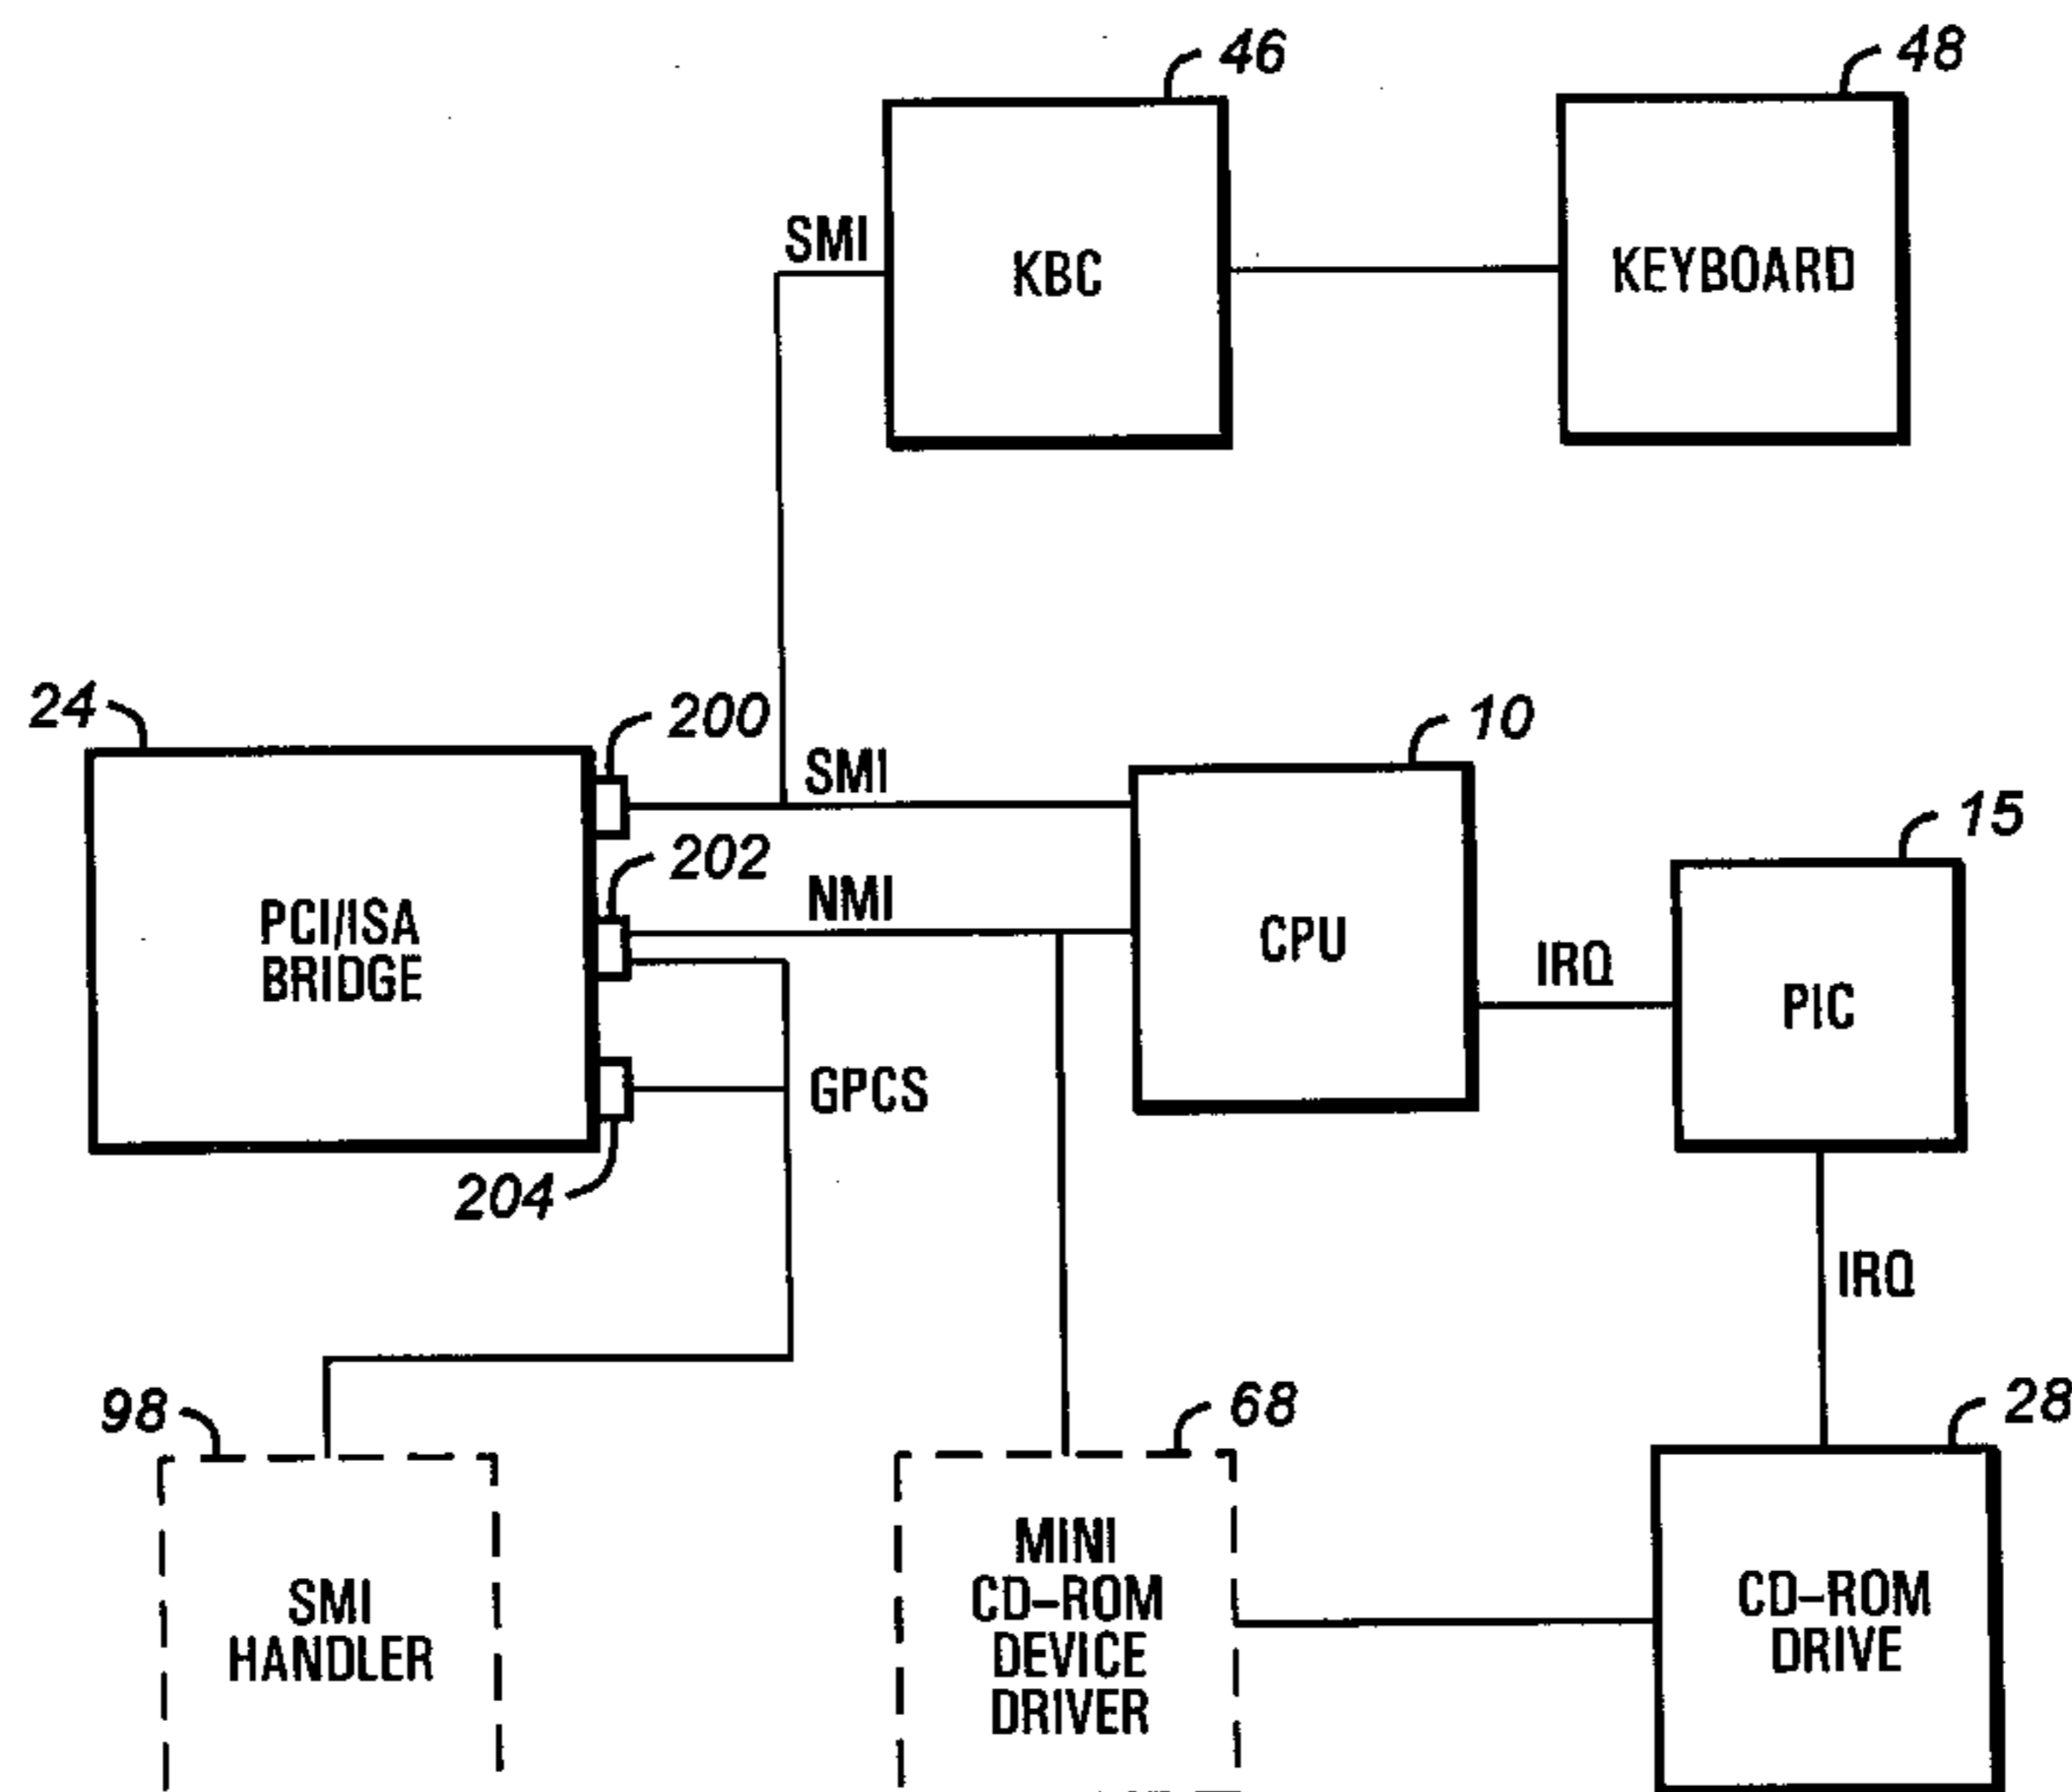 46
48
SMI
KBC
KEYBOARD
24
200
10
SMI
15
202
NMI
PCI/ISA
BRIDGE
CPU
IRQ
PIC
GPCS
204
IRQ
98
68
28
SMI
HANDLER
MINI
CD-ROM
DEVICE
DRIVER
CD-ROM
DRIVE